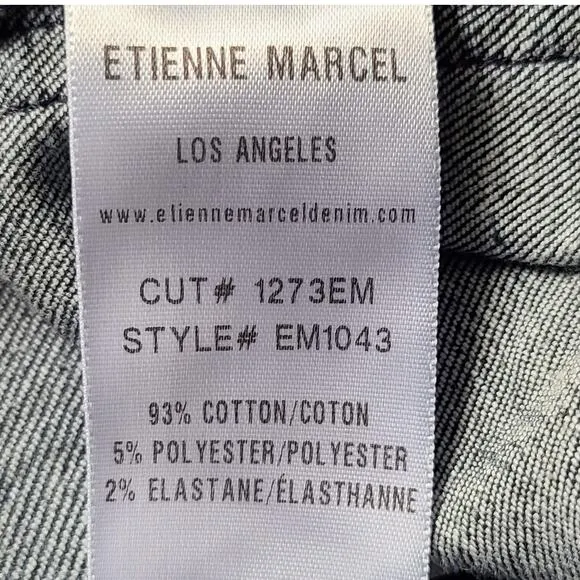 ETIENNE MARCEL
LOS ANGELES
www.etiennemarceldenim.com
CUT# 1273EM
STYLE# EM1043
93% COTTON/COTON
5% POLYESTER/POLYESTER
2% ELASTANE/ÉLASTHANNE